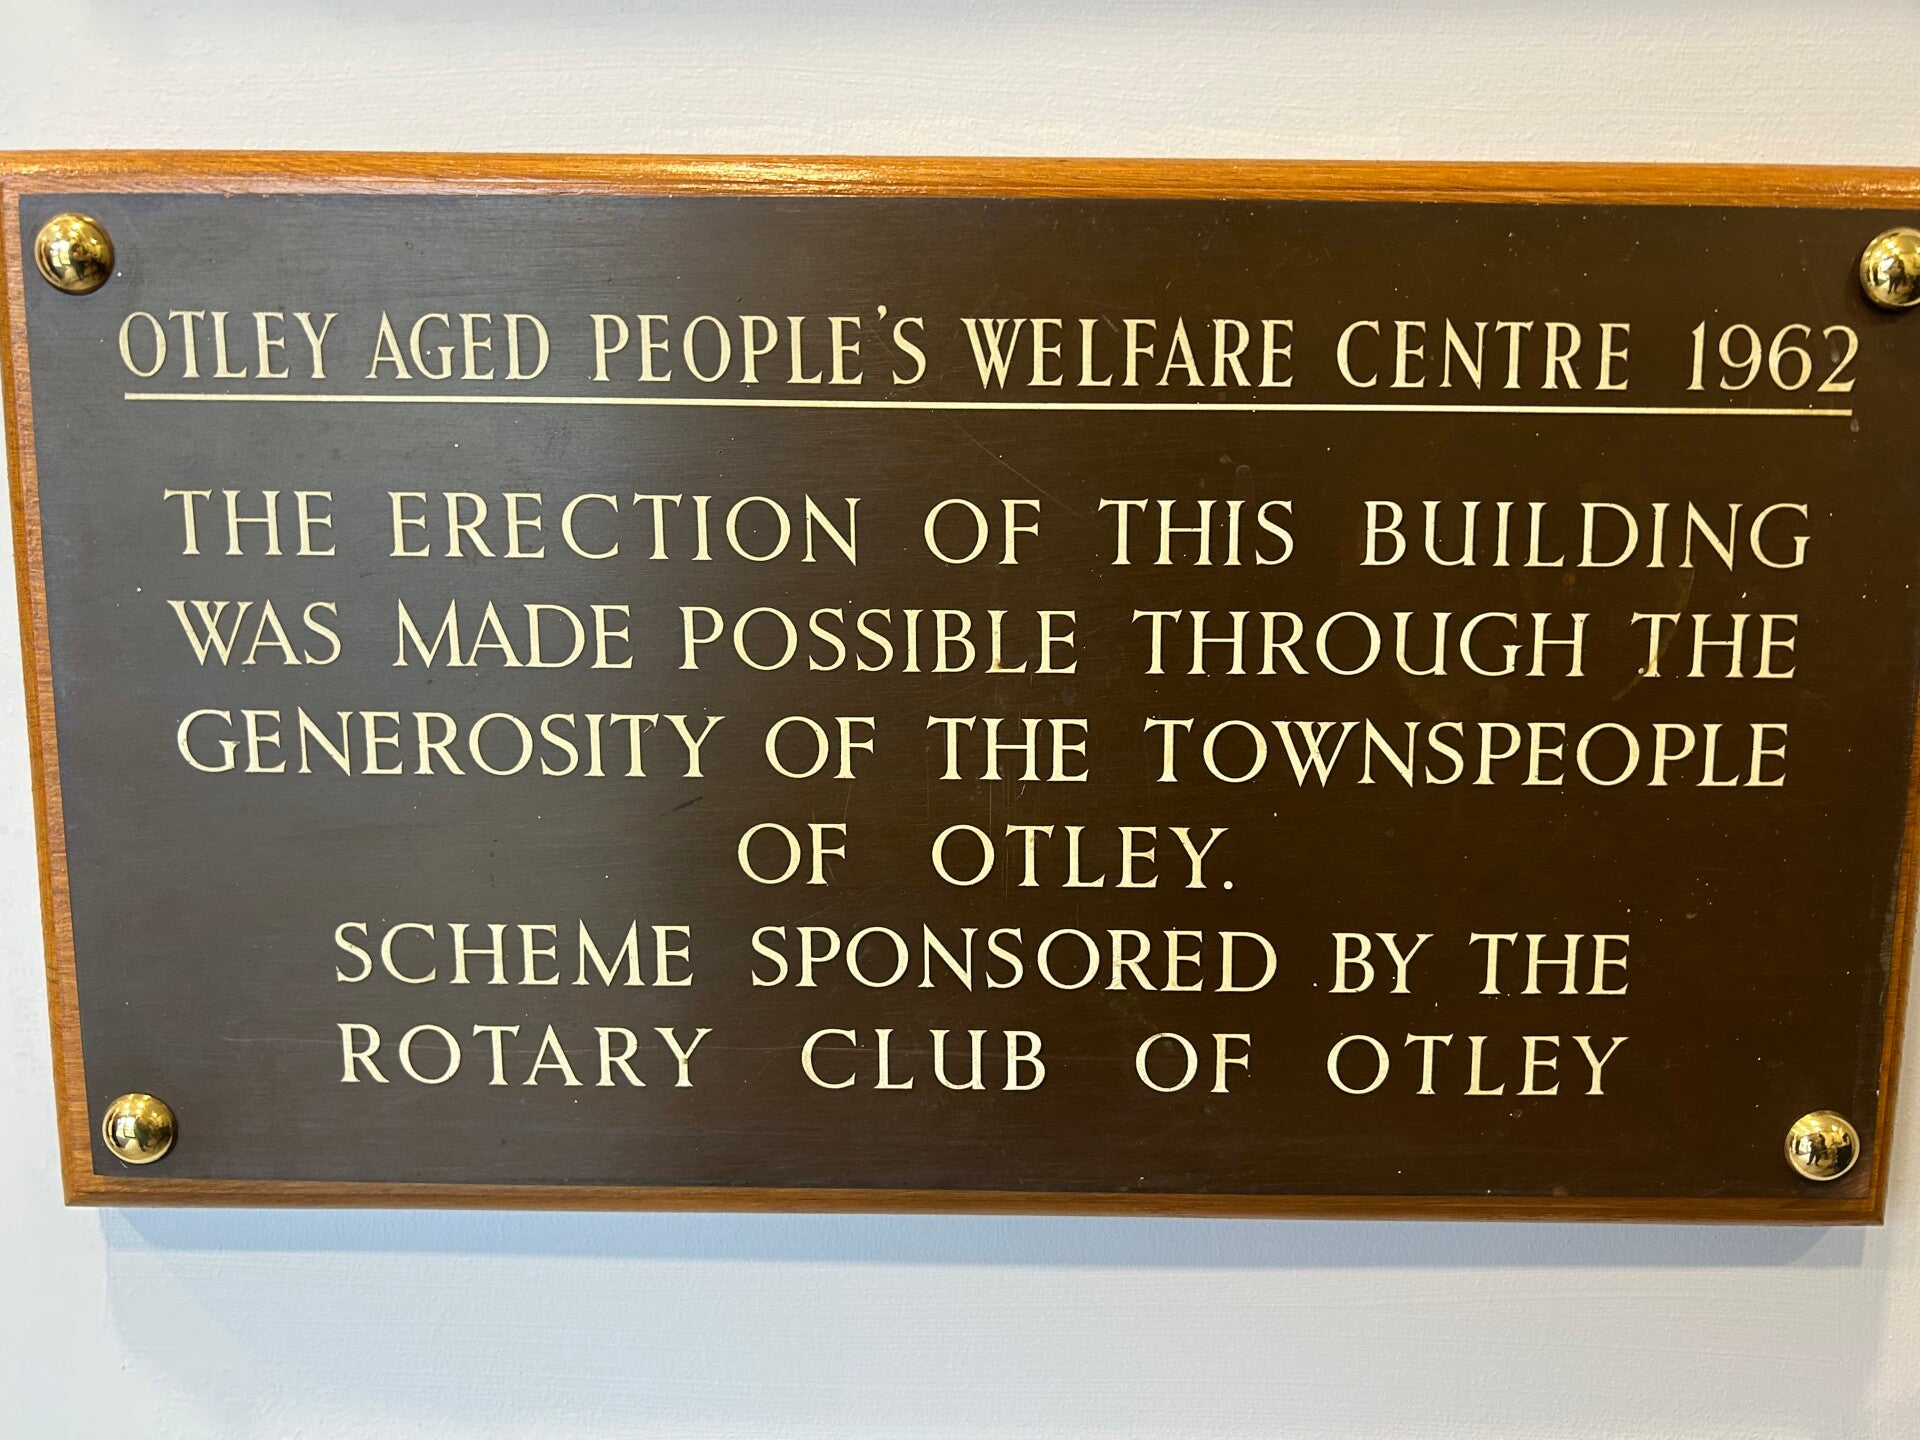 OTLEY AGED PEOPLE'S WELFARE CENTRE 1962
THE ERECTION OF THIS BUILDING
WAS MADE POSSIBLE THROUGH THE
GENEROSITY OF THE TOWNSPEOPLE
OF OTLEY.
SCHEME SPONSORED BY THE
ROTARY CLUB OF OTLEY